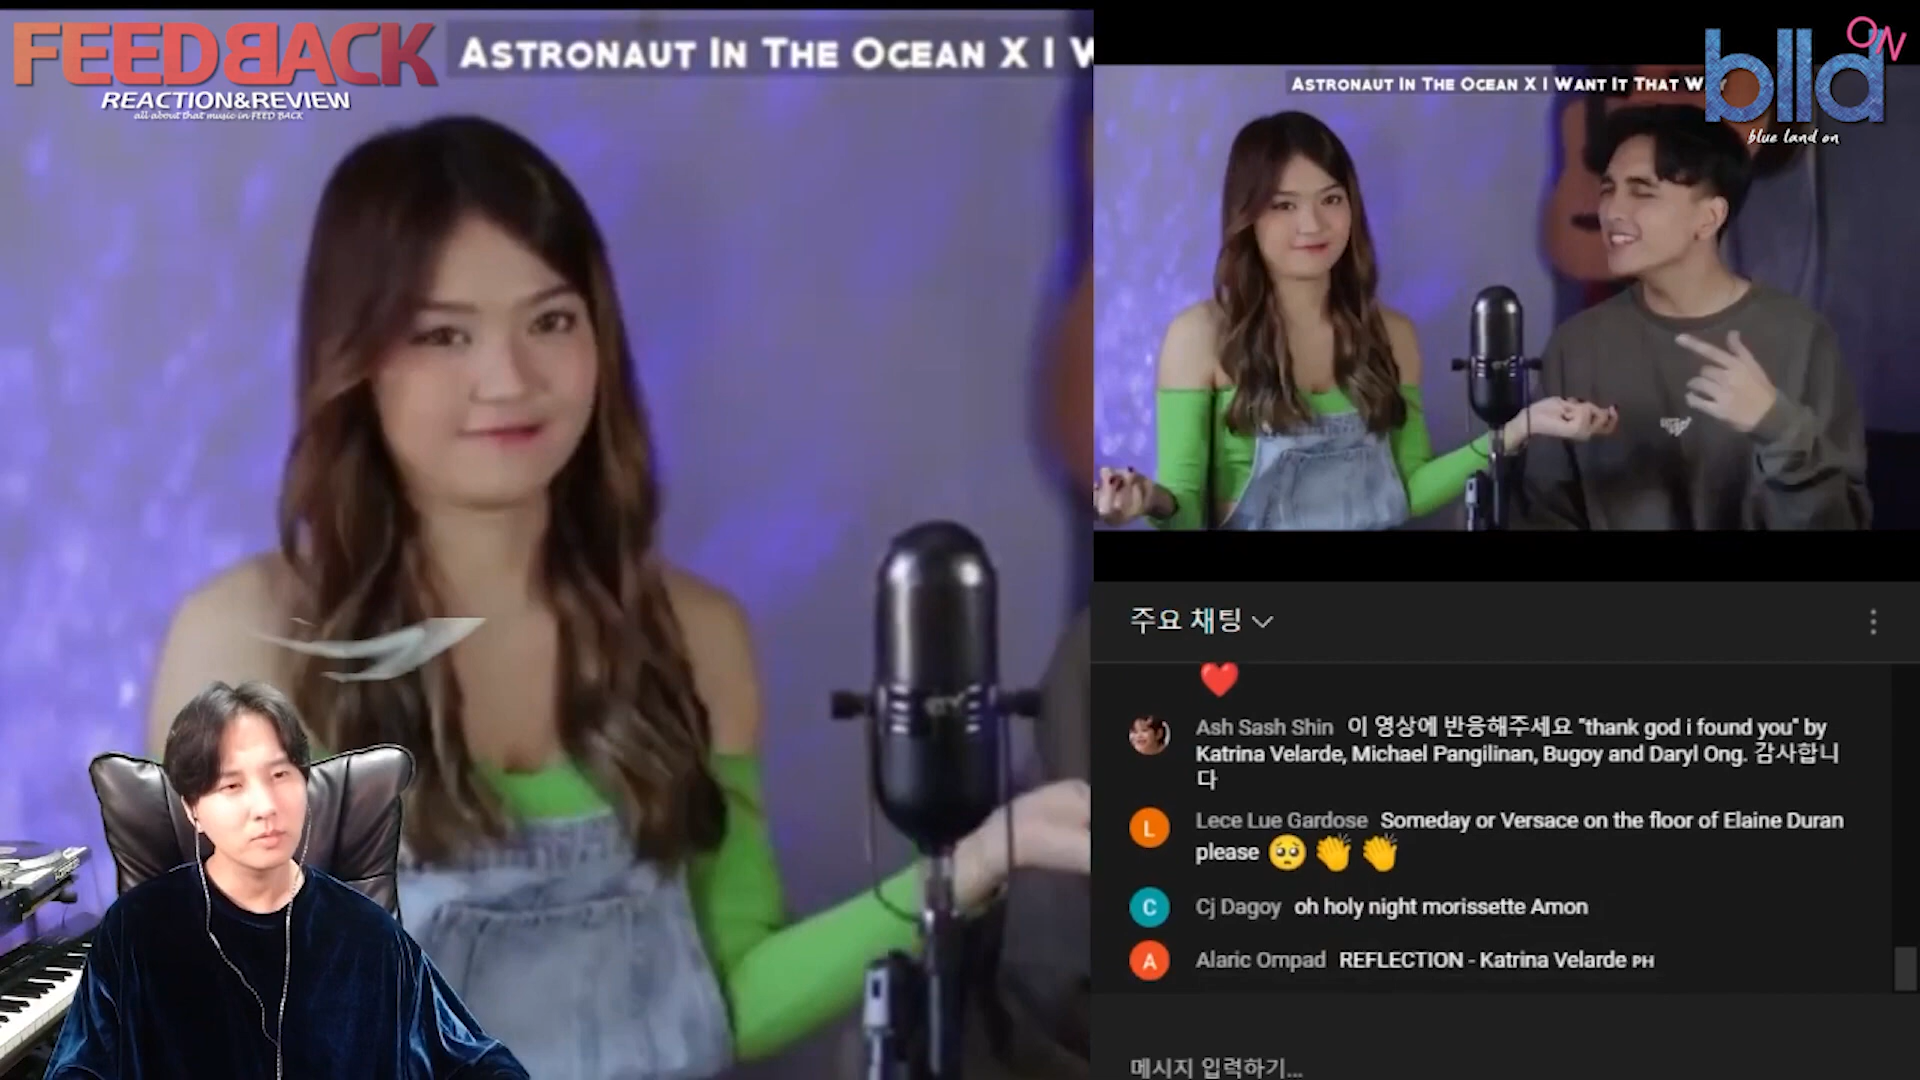 FEEDBACK
REACTION&REVIEW
all about that music in FEED BACK
ASTRONAUT IN THE OCEAN X I W
ASTRONAUT IN THE OCEAN X I WANT IT THAT W
ON
blld
blue land on
주요 채팅
Ash Sash Shin 이 영상에 반응해주세요 "thank god i found you" by
Katrina Velarde, Michael Pangilinan, Bugoy and Daryl Ong. 감사합니
다
L
Lece Lue Gardose Someday or Versace on the floor of Elaine Duran
please 🥺 👏 👏
C
Cj Dagoy oh holy night morissette Amon
A
Alaric Ompad REFLECTION - Katrina Velarde PH
메시지 입력하기...